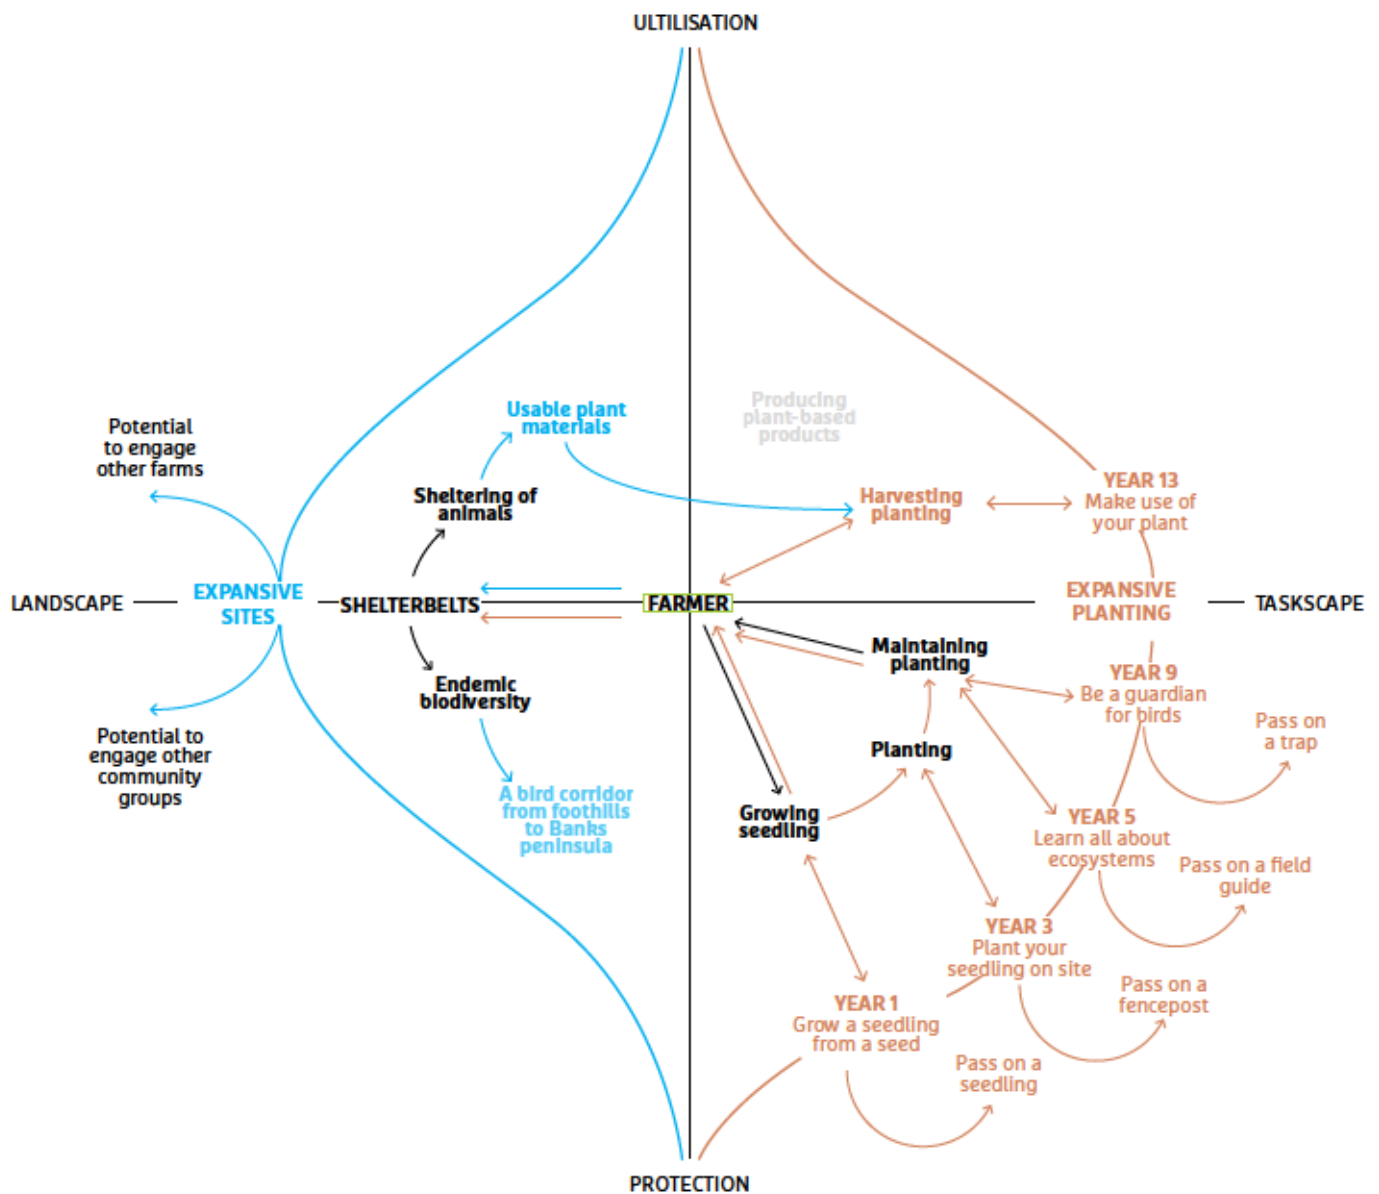 ULTILISATION
Potential
to engage
other farms
Usable plant
materials
Producing
plant-based
products
Sheltering of
animals
Harvesting
planting
YEAR 13
Make use of
your plant
LANDSCAPE
EXPANSIVE
SITES
SHELTERBELTS
FARMER
EXPANSIVE
PLANTING
TASKSCAPE
Endemic
biodiversity
Maintaining
planting
YEAR 9
Be a guardian
for birds
Pass on
a trap
Potential to
engage other
community
groups
A bird corridor
from foothills
to Banks
peninsula
Planting
Growing
seedling
YEAR 5
Learn all about
ecosystems
Pass on a field
guide
YEAR 3
Plant your
seedling on site
Pass on a
fencepost
YEAR 1
Grow a seedling
from a seed
Pass on a
seedling
PROTECTION